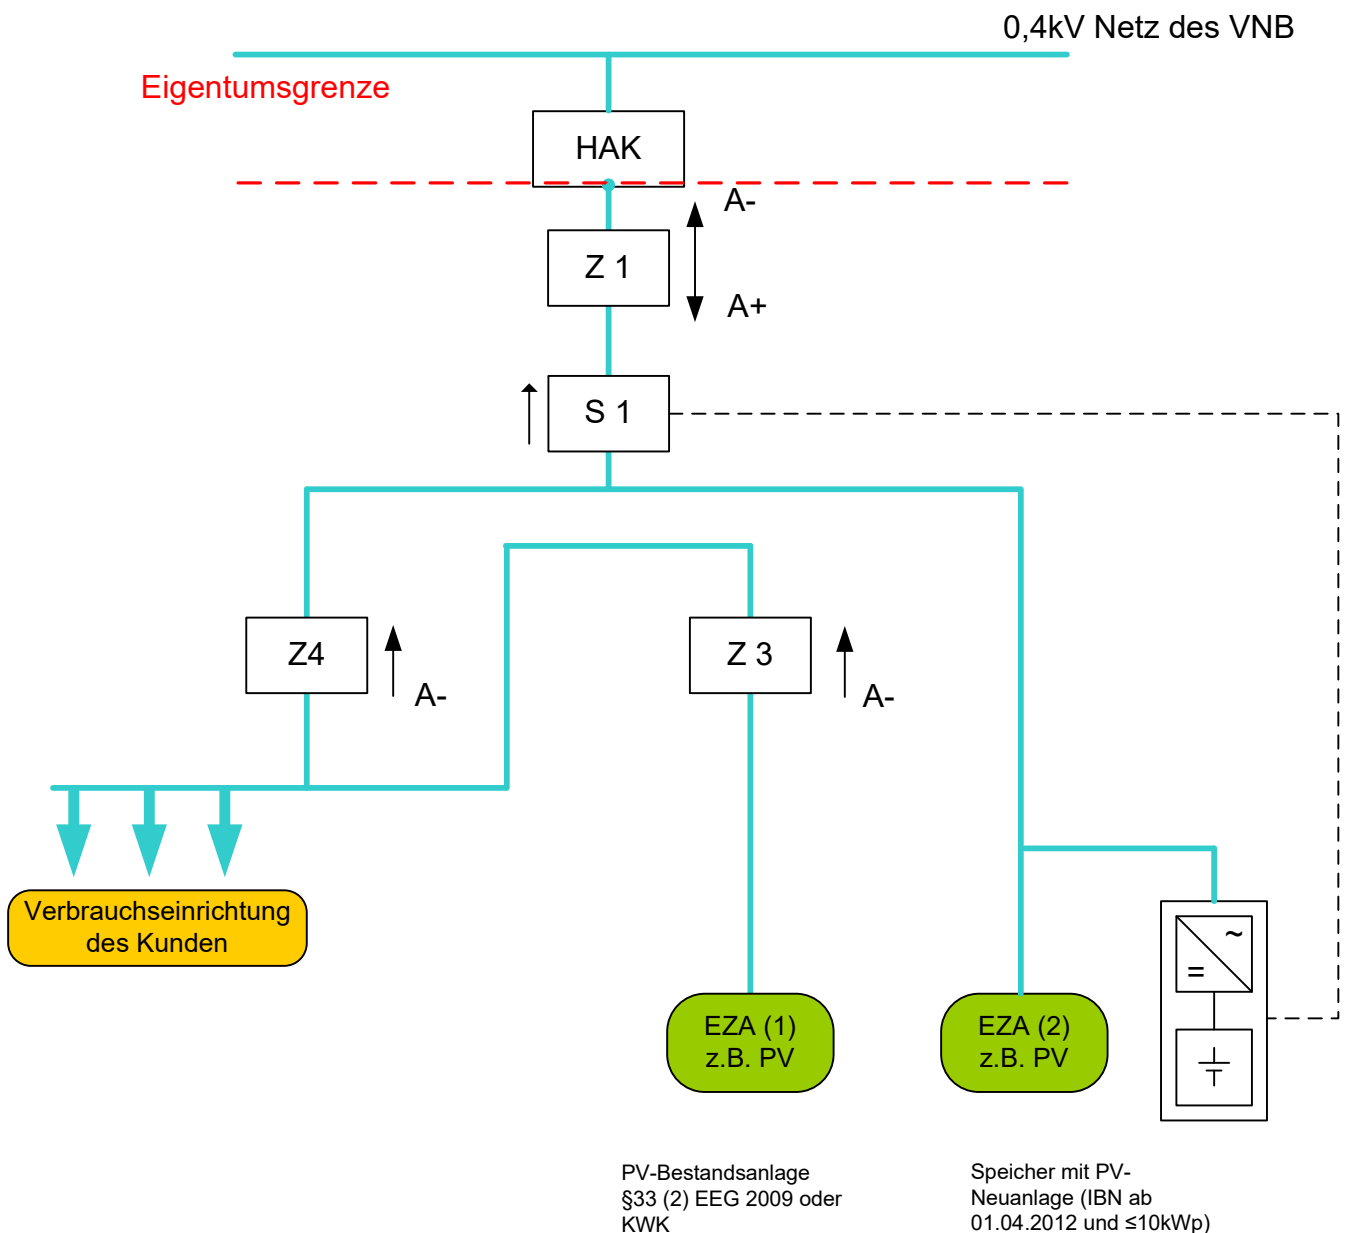 0,4kV Netz des VNB
Eigentumsgrenze
HAK
A-
Z 1
A+
S 1
Z4
A-
Z 3
A-
Verbrauchseinrichtung
des Kunden
~
=
EZA (1)
z.B. PV
EZA (2)
z.B. PV
PV-Bestandsanlage
§33 (2) EEG 2009 oder
KWK
Speicher mit PV-
Neuanlage (IBN ab
01.04.2012 und ≤10kWp)